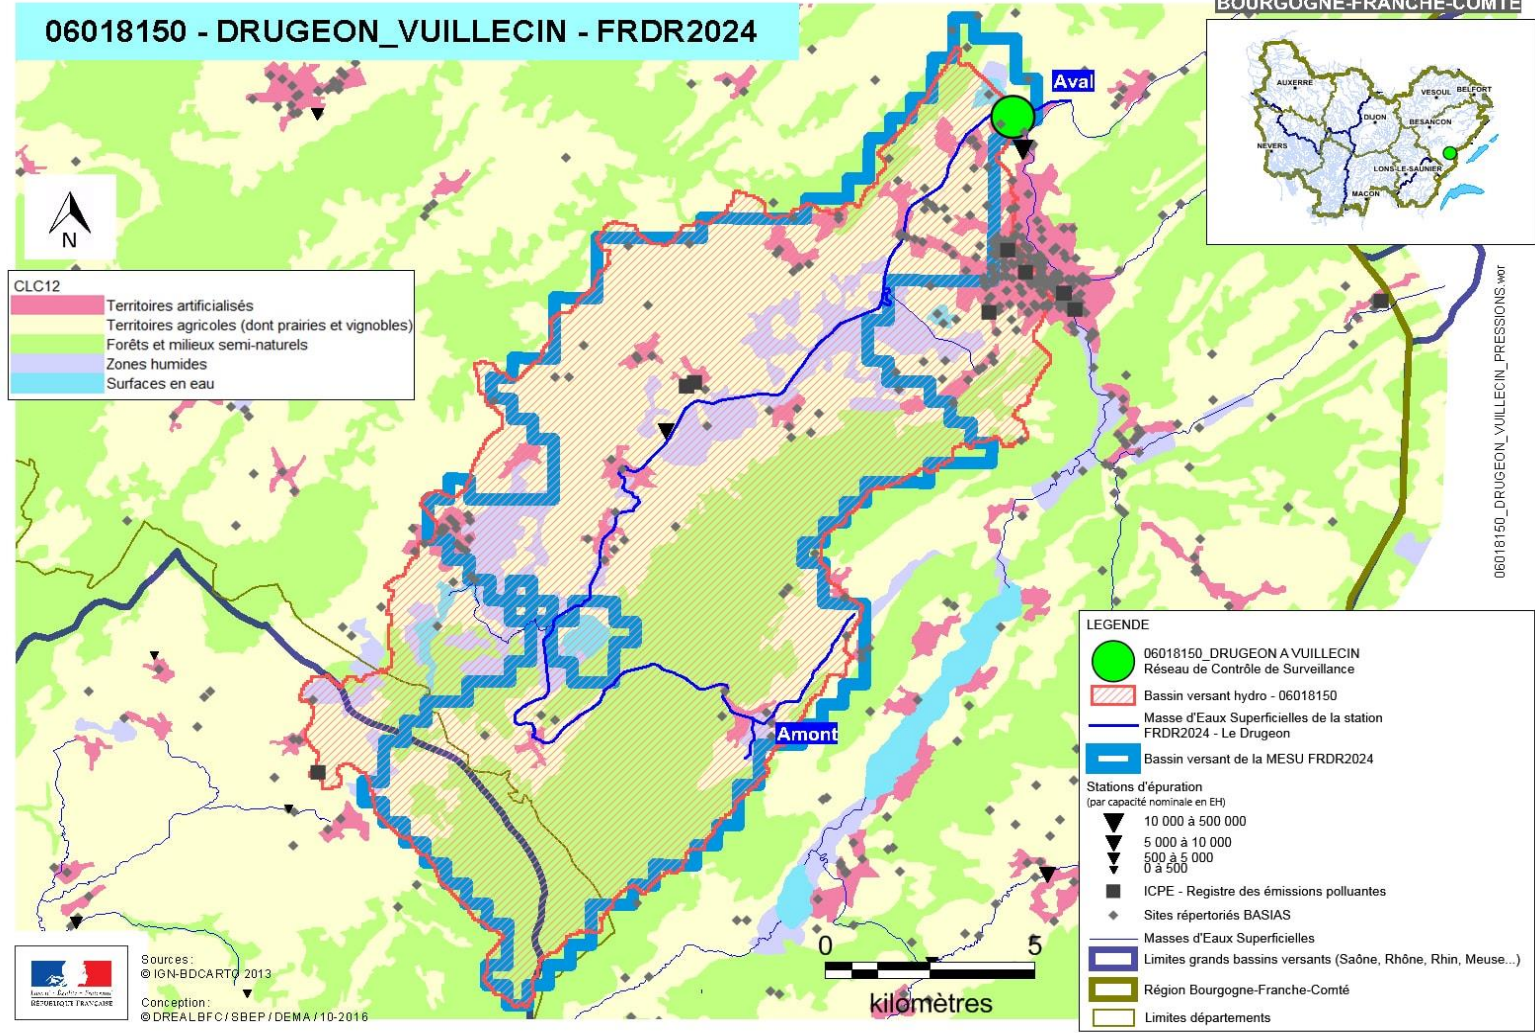 06018150 - DRUGEON_VUILLECIN - FRDR2024
BOURGOGNE-FRANCHE-COMTE
AUXERRE
VESOUL
BELFORT
DIJON
BESANCON
NEVERS
LONS-LE-SAUNIER
MACON
Aval
N
CLC12
Territoires artificialisés
Territoires agricoles (dont prairies et vignobles)
Forêts et milieux semi-naturels
Zones humides
Surfaces en eau
06018150_DRUGEON_VUILLECIN_PRESSIONS.wor
Amont
LEGENDE
06018150_DRUGEON A VUILLECIN
Réseau de Contrôle de Surveillance
Bassin versant hydro - 06018150
Masse d'Eaux Superficielles de la station
FRDR2024 - Le Drugeon
Bassin versant de la MESU FRDR2024
Stations d'épuration
(par capacité nominale en EH)
10 000 à 500 000
5 000 à 10 000
500 à 5 000
0 à 500
ICPE - Registre des émissions polluantes
Sites répertoriés BASIAS
Masses d'Eaux Superficielles
Limites grands bassins versants (Saône, Rhône, Rhin, Meuse...)
Région Bourgogne-Franche-Comté
Limites départements
0 5
kilomètres
Liberté • Égalité • Fraternité
RÉPUBLIQUE FRANÇAISE
Sources :
© IGN-BDCARTO 2013
Conception :
© DREAL BFC / SBEP / DEMA / 10-2016